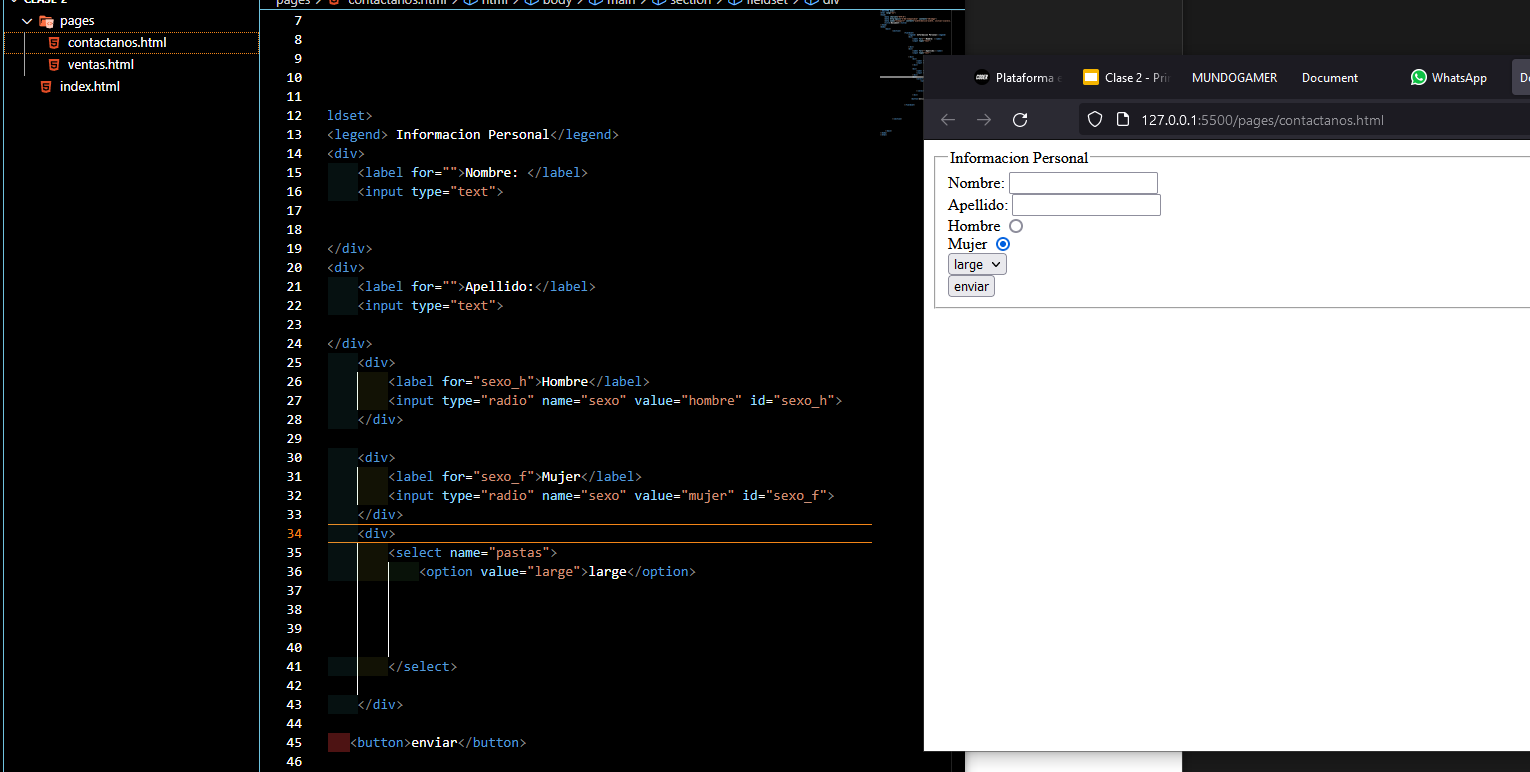 CLASE 2
pages
contactanos.html
ventas.html
index.html
pages > contactanos.html > html > body > main > section > fieldset > div
7
8
9
10
11
12 ldset>
13 <legend> Informacion Personal</legend>
14 <div>
15 <label for="">Nombre: </label>
16 <input type="text">
17
18
19 </div>
20 <div>
21 <label for="">Apellido:</label>
22 <input type="text">
23
24 </div>
25 <div>
26 <label for="sexo_h">Hombre</label>
27 <input type="radio" name="sexo" value="hombre" id="sexo_h">
28 </div>
29
30 <div>
31 <label for="sexo_f">Mujer</label>
32 <input type="radio" name="sexo" value="mujer" id="sexo_f">
33 </div>
34 <div>
35 <select name="pastas">
36 <option value="large">large</option>
37
38
39
40
41 </select>
42
43 </div>
44
45 <button>enviar</button>
46
CODER Plataforma Clase 2 - Pri MUNDOGAMER Document WhatsApp
127.0.0.1:5500/pages/contactanos.html
Informacion Personal
Nombre:
Apellido:
Hombre
Mujer
large
enviar